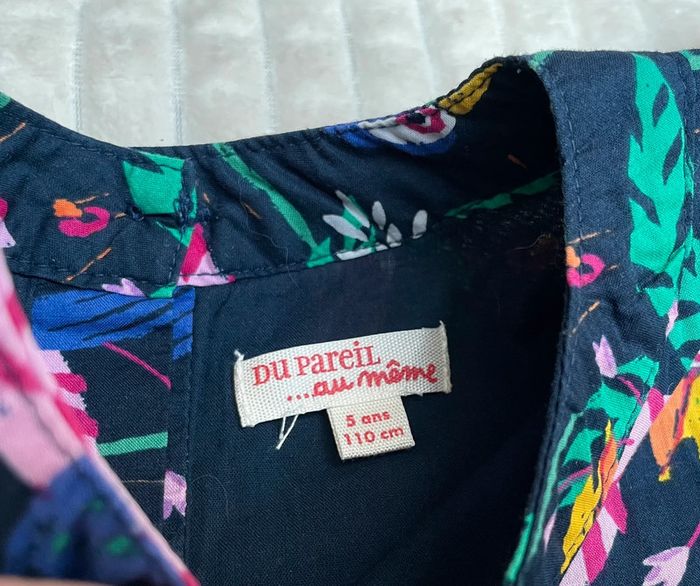 DU PAREIL
...au même
5 ans
110 cm